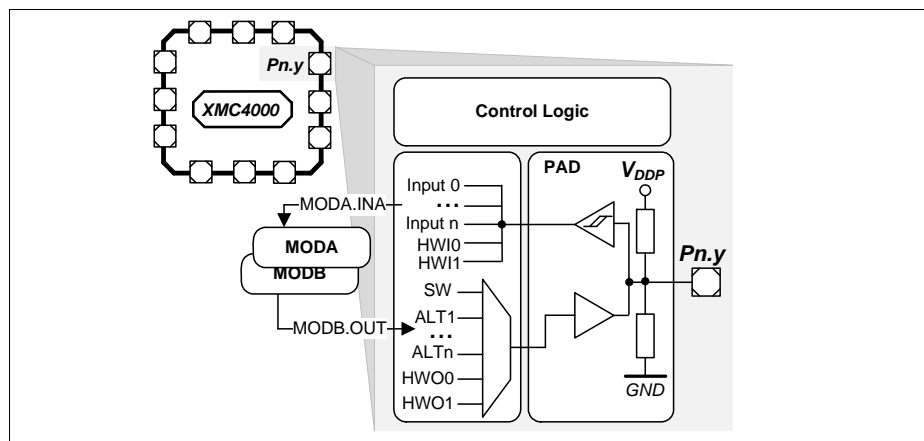 Pn.y
XMC4000
Control Logic
PAD
VDDP
Input 0
...
Input n
HWI0
HWI1
MODA.INA
MODA
MODB
MODB.OUT
SW
ALT1
...
ALTn
HWO0
HWO1
Pn.y
GND